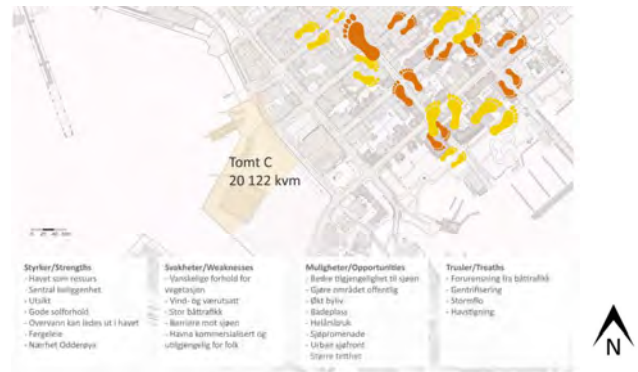 Tomt C
20 122 kvm
Styrker/Strengths
- Havet som ressurs
- Sentral beliggenhet
- Utsikt
- Gode solforhold
- Overvann kan ledes ut i havet
- Fergeleie
- Nærhet Odderøya
Svakheter/Weaknesses
- Vanskelige forhold for
vegetasjon
- Vind- og værutsatt
- Stor båttrafikk
- Barriere mot sjøen
- Havna kommersialisert og
utilgjengelig for folk
Muligheter/Opportunities
- Bedre tilgjengelighet til sjøen
- Gjøre området offentlig
- Økt byliv
- Badeplass
- Helårsbruk
- Sjøpromenade
- Urban sjøfront
Større tetthet
Trusler/Treaths
- Forurensning fra båttrafikk
- Gentrifisering
- Stormflo
- Havstigning
N